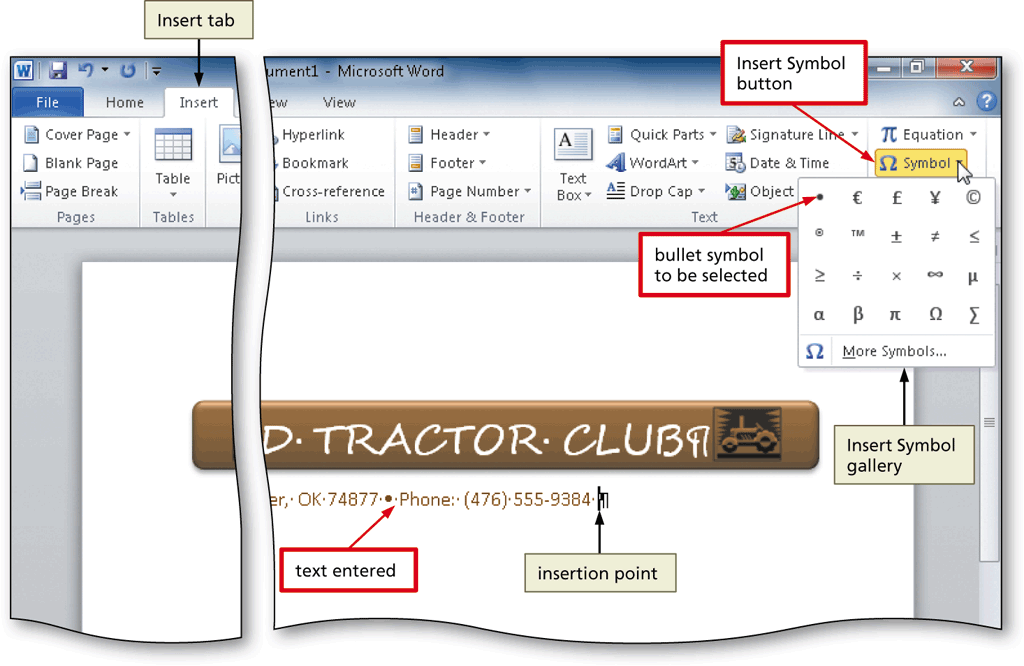 Insert tab
W
ument1 - Microsoft Word
Insert Symbol
button
File Home Insert ew View
Cover Page
Blank Page
Page Break
Pages
Table
Tables
Pict
Hyperlink
Bookmark
Cross-reference
Links
Header
Footer
Page Number
Header & Footer
A
Text
Box
Quick Parts
WordArt
Drop Cap
Signature Line
Date & Time
Object
Text
π Equation
Ω Symbol
• € £ ¥ ©
® ™ ± ≠ ≤
≥ ÷ × ∞ µ
α β π Ω ∑
Ω More Symbols...
bullet symbol
to be selected
D· TRACTOR· CLUB¶
Insert Symbol
gallery
er,· OK·74877·•·Phone:·(476)·555-9384·¶
text entered
insertion point